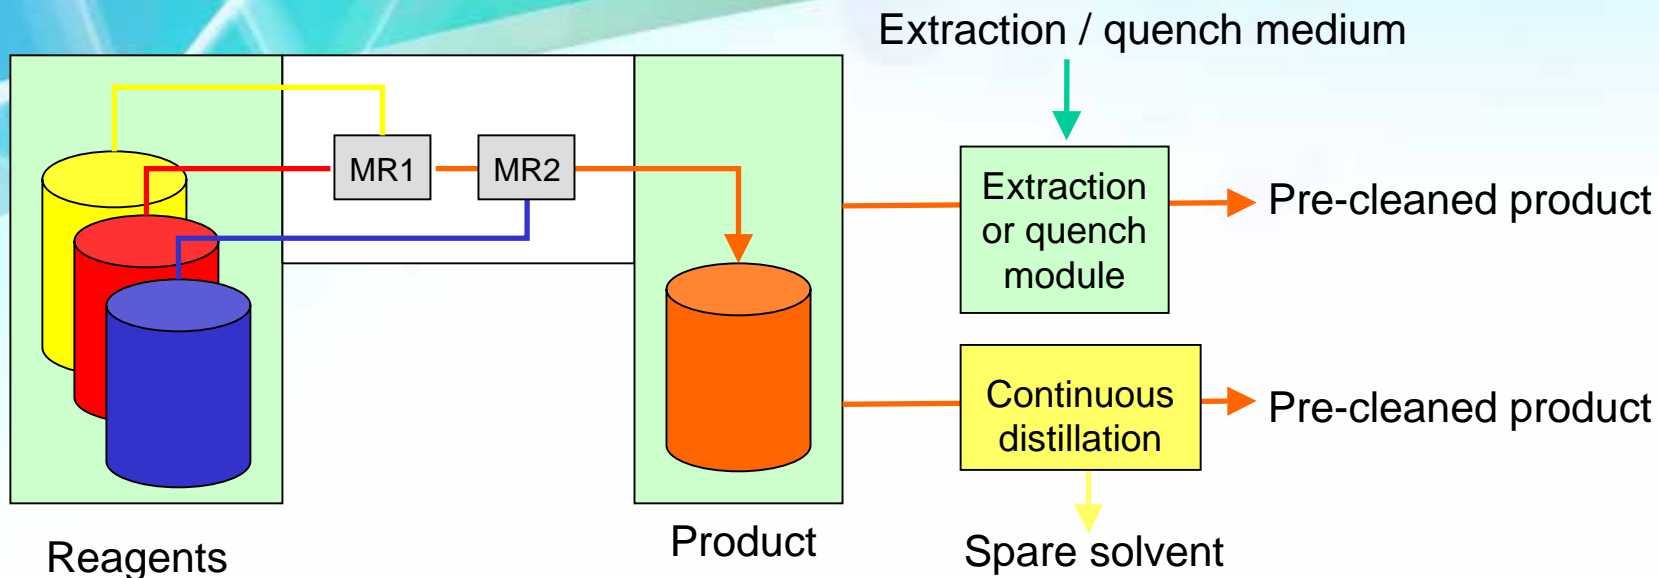 Extraction / quench medium
MR1
MR2
Extraction
or quench
module
Pre-cleaned product
Continuous
distillation
Pre-cleaned product
Reagents
Product
Spare solvent